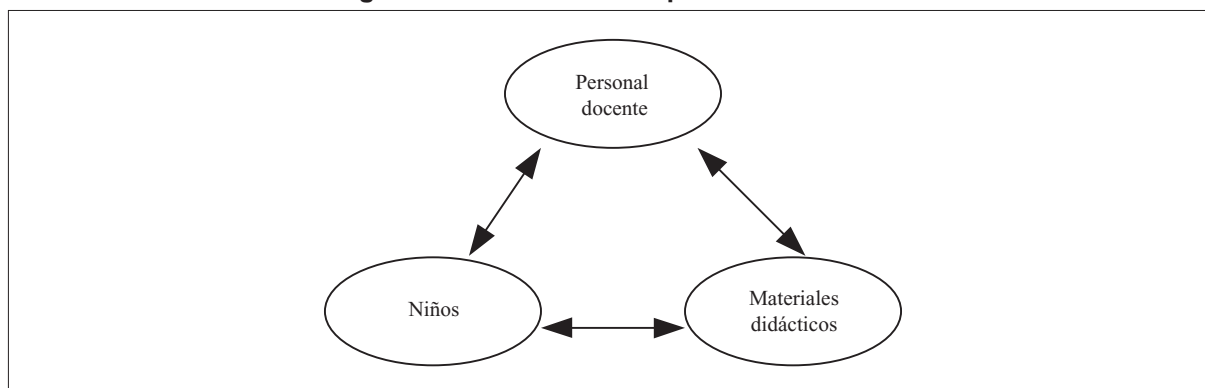 Personal
docente
Niños
Materiales
didácticos